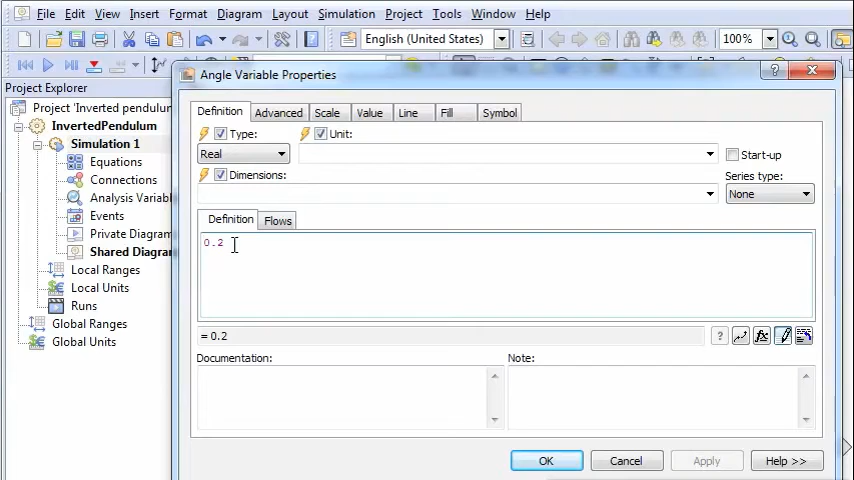 File Edit View Insert Format Diagram Layout Simulation Project Tools Window Help
English (United States) 100%
Project Explorer
Angle Variable Properties
?
Project 'Inverted pendulum
InvertedPendulum
Simulation 1
Equations
Connections
Analysis Variabl
Events
Private Diagram
Shared Diagram
Local Ranges
Local Units
Runs
Global Ranges
Global Units
Definition Advanced Scale Value Line Fill Symbol
Type: Unit:
Real
Start-up
Dimensions: Series type:
None
Definition Flows
0.2
= 0.2
? fx
Documentation: Note:
OK Cancel Apply Help >>